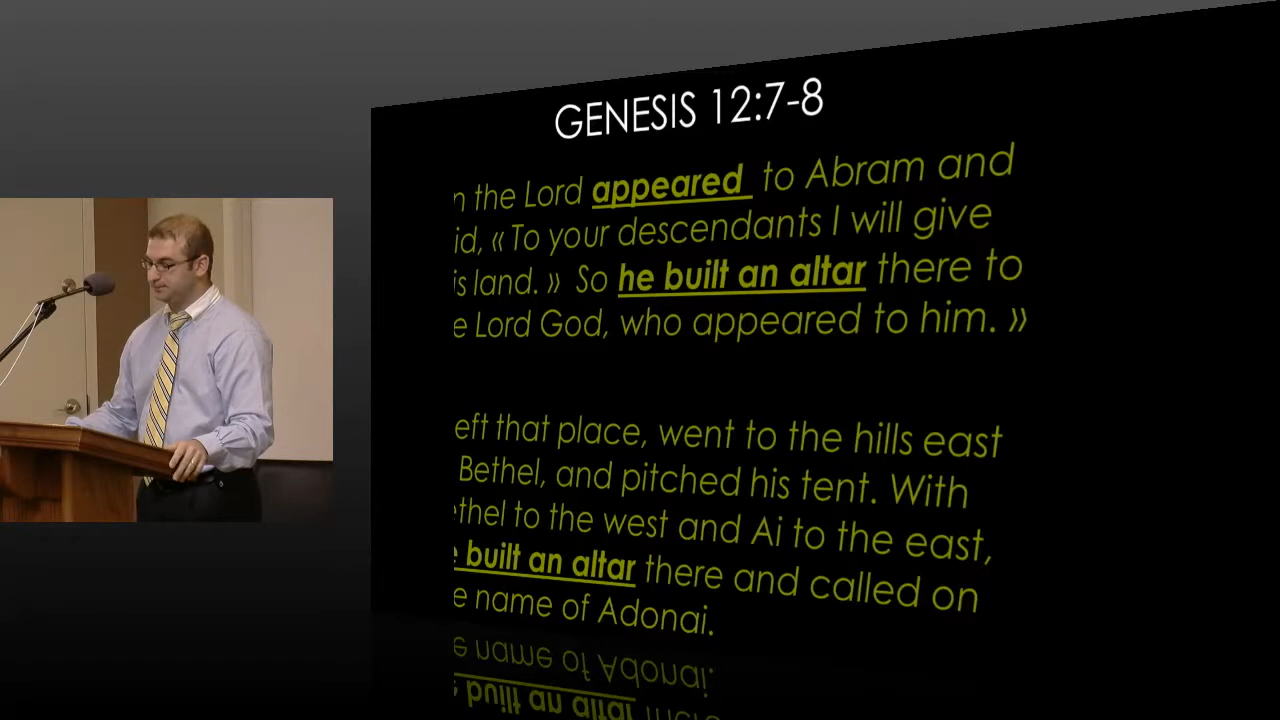 GENESIS 12:7-8
n the Lord appeared to Abram and
id, « To your descendants I will give
is land. » So he built an altar there to
e Lord God, who appeared to him. »
eft that place, went to the hills east
Bethel, and pitched his tent. With
thel to the west and Ai to the east,
e built an altar there and called on
e name of Adonai.